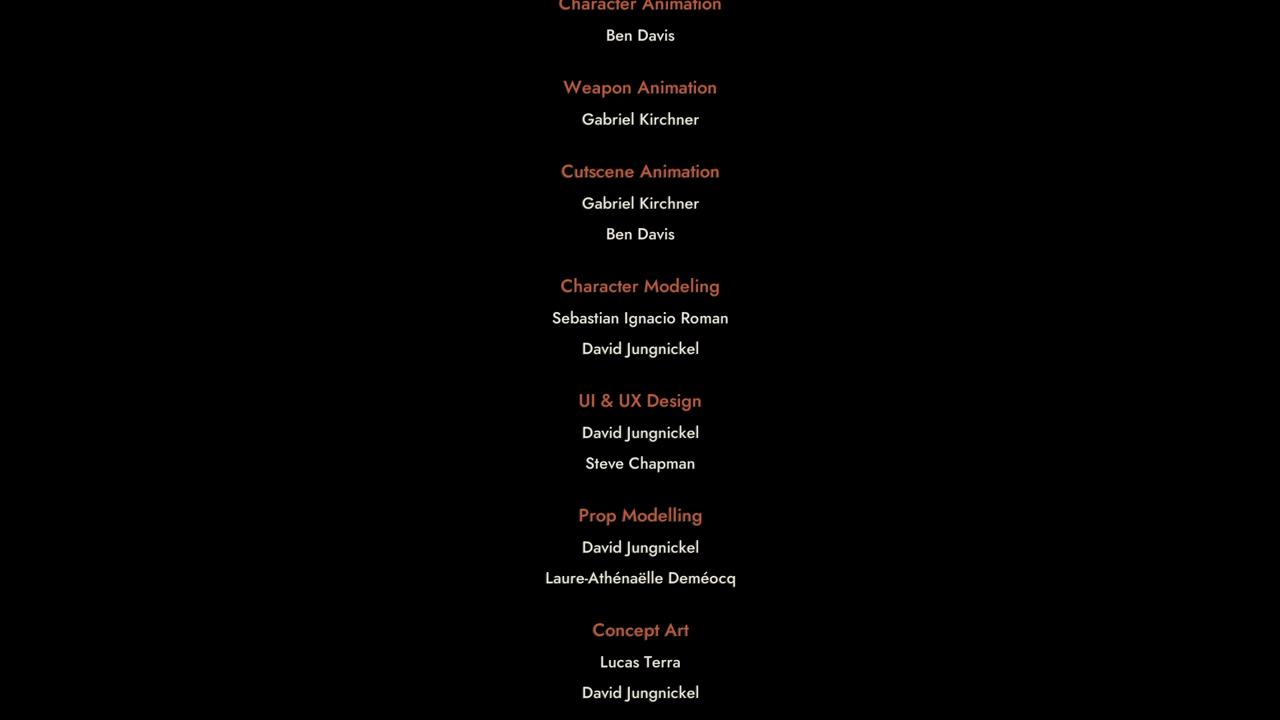 Character Animation
Ben Davis
Weapon Animation
Gabriel Kirchner
Cutscene Animation
Gabriel Kirchner
Ben Davis
Character Modeling
Sebastian Ignacio Roman
David Jungnickel
UI & UX Design
David Jungnickel
Steve Chapman
Prop Modelling
David Jungnickel
Laure-Athénaëlle Deméocq
Concept Art
Lucas Terra
David Jungnickel